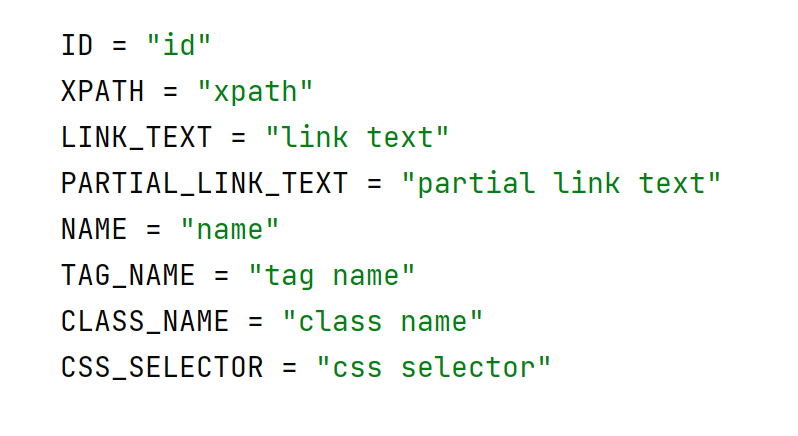 ID = "id"
XPATH = "xpath"
LINK_TEXT = "link text"
PARTIAL_LINK_TEXT = "partial link text"
NAME = "name"
TAG_NAME = "tag name"
CLASS_NAME = "class name"
CSS_SELECTOR = "css selector"